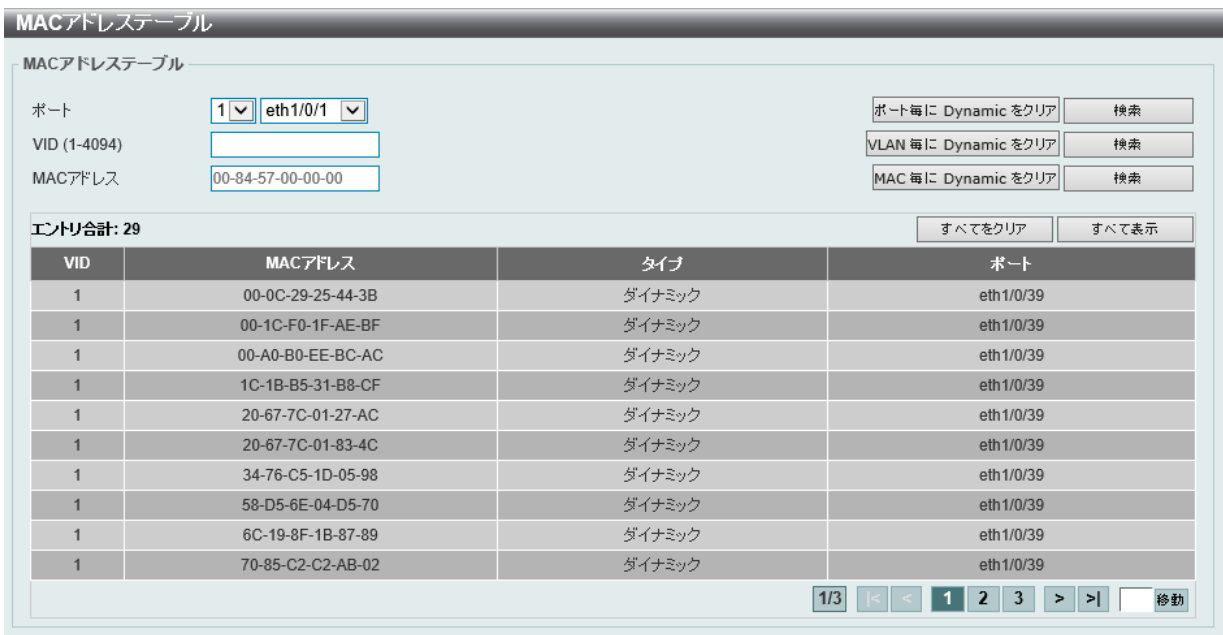 MACアドレステーブル
MACアドレステーブル
ポート 1 eth1/0/1 ポート毎に Dynamic をクリア 検索
VID (1-4094) VLAN 毎に Dynamic をクリア 検索
MACアドレス 00-84-57-00-00-00 MAC 毎に Dynamic をクリア 検索
エントリ合計: 29 すべてをクリア すべて表示
VID MACアドレス タイプ ポート
1 00-0C-29-25-44-3B ダイナミック eth1/0/39
1 00-1C-F0-1F-AE-BF ダイナミック eth1/0/39
1 00-A0-B0-EE-BC-AC ダイナミック eth1/0/39
1 1C-1B-B5-31-B8-CF ダイナミック eth1/0/39
1 20-67-7C-01-27-AC ダイナミック eth1/0/39
1 20-67-7C-01-83-4C ダイナミック eth1/0/39
1 34-76-C5-1D-05-98 ダイナミック eth1/0/39
1 58-D5-6E-04-D5-70 ダイナミック eth1/0/39
1 6C-19-8F-1B-87-89 ダイナミック eth1/0/39
1 70-85-C2-C2-AB-02 ダイナミック eth1/0/39
1/3 |< < 1 2 3 > >| 移動